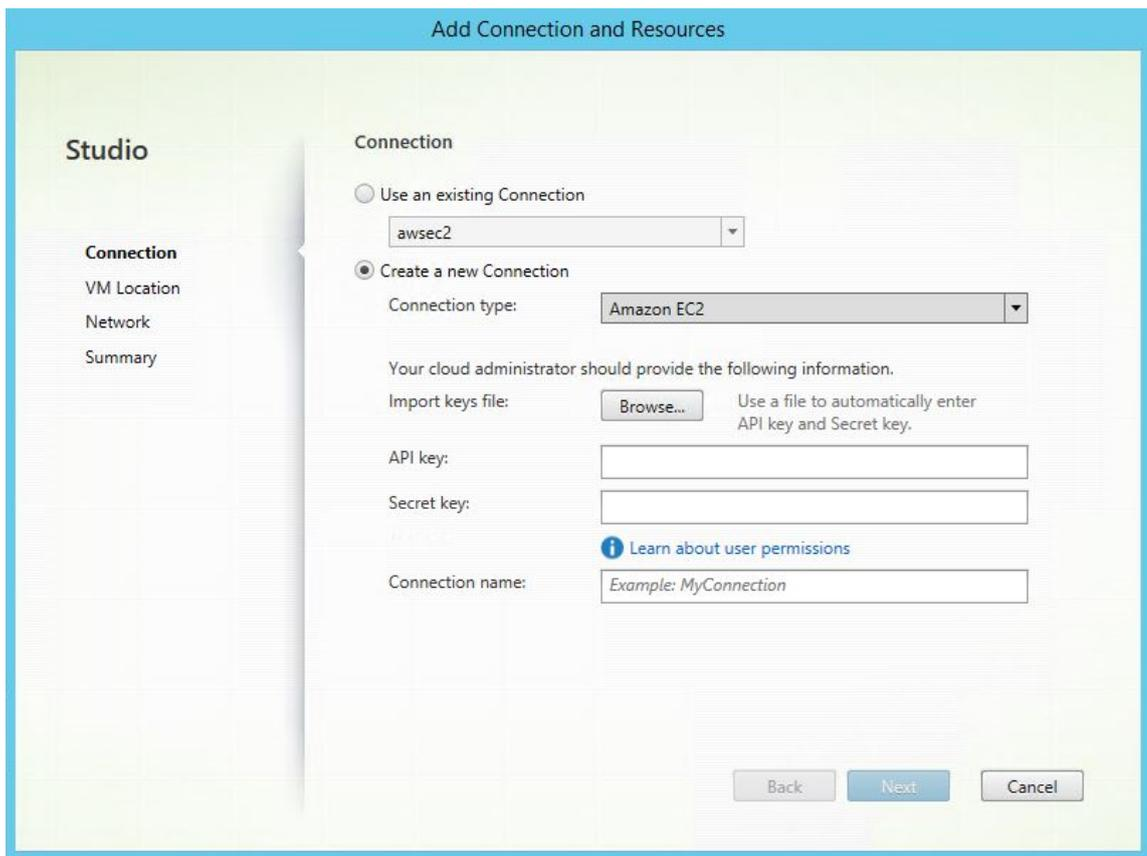 Add Connection and Resources
Studio
Connection
VM Location
Network
Summary
Connection
Use an existing Connection
awsec2
Create a new Connection
Connection type:
Amazon EC2
Your cloud administrator should provide the following information.
Import keys file:
Browse...
Use a file to automatically enter
API key and Secret key.
API key:
Secret key:
Learn about user permissions
Connection name:
Example: MyConnection
Back
Next
Cancel